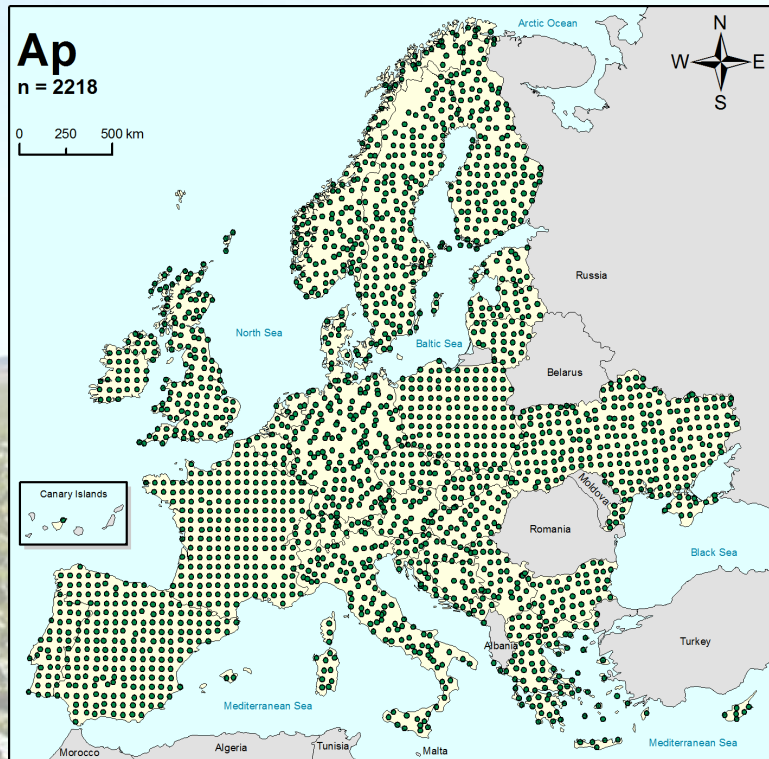 Arctic Ocean
N
Ap
W
E
n = 2218
S
0
250
500 km
Russia
North Sea
Baltic Sea
Belarus
Canary Islands
Moldova
Romania
Black Sea
Albania
Turkey
Mediterranean Sea
Mediterranean Sea
Morocco
Algeria
Tunisia
Malta